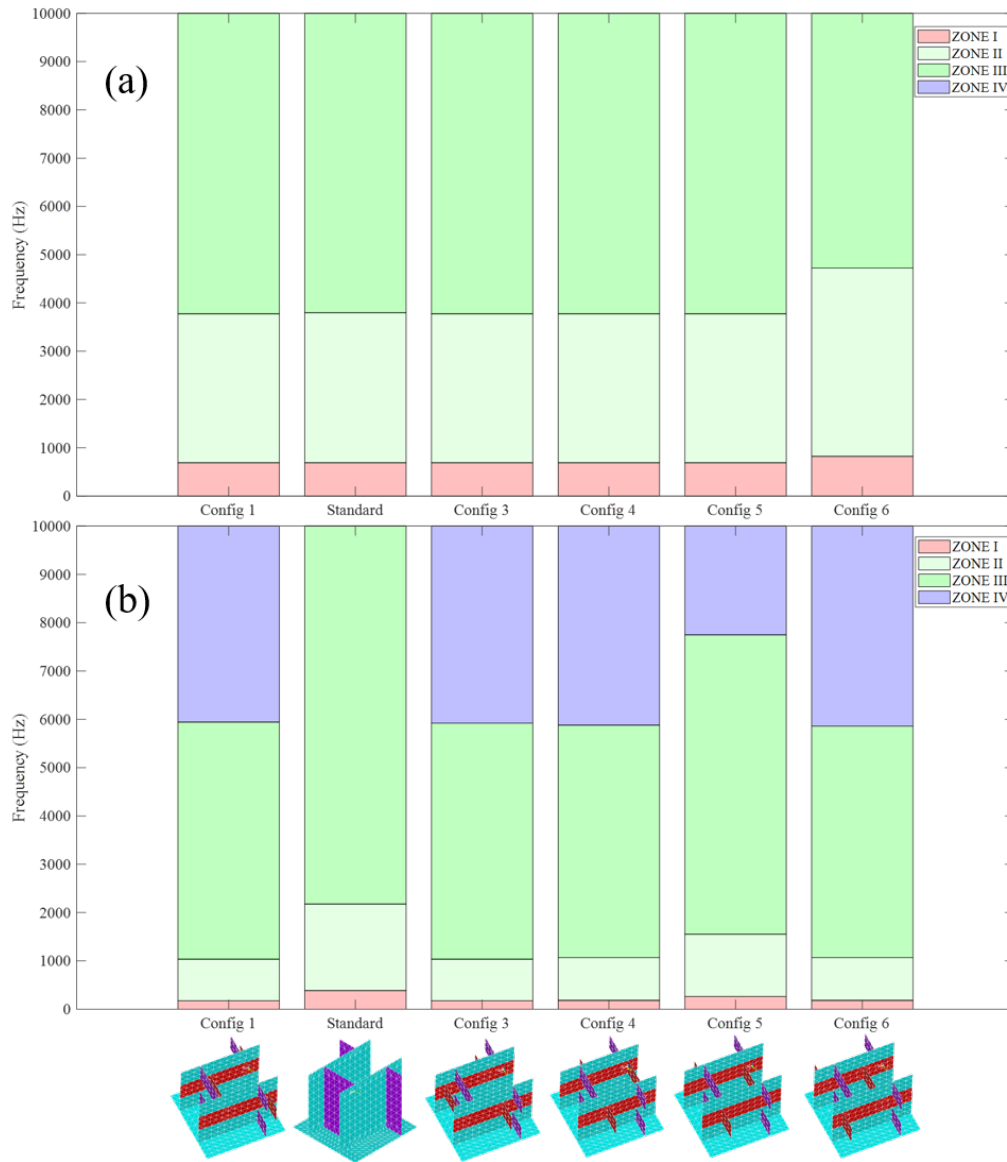 (a)
Frequency (Hz)
10000
9000
8000
7000
6000
5000
4000
3000
2000
1000
0
ZONE I
ZONE II
ZONE III
ZONE IV
Config 1 Standard Config 3 Config 4 Config 5 Config 6
(b)
Frequency (Hz)
10000
9000
8000
7000
6000
5000
4000
3000
2000
1000
0
ZONE I
ZONE II
ZONE III
ZONE IV
Config 1 Standard Config 3 Config 4 Config 5 Config 6